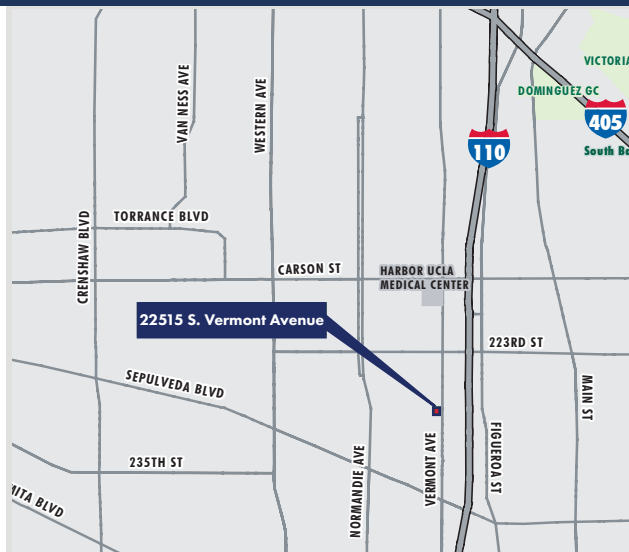 VICTORIA
DOMINGUEZ GC
405
South Ba
110
VAN NESS AVE
WESTERN AVE
CRENSHAW BLVD
TORRANCE BLVD
CARSON ST
HARBOR UCLA
MEDICAL CENTER
22515 S. Vermont Avenue
223RD ST
SEPULVEDA BLVD
MAIN ST
235TH ST
NORMANDIE AVE
VERMONT AVE
FIGUEROA ST
MITA BLVD